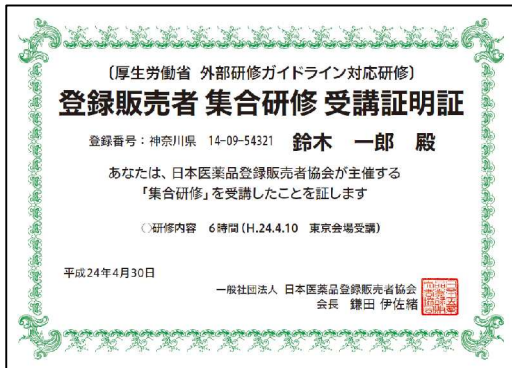 〔厚生労働省 外部研修ガイドライン対応研修〕
登録販売者 集合研修 受講証明証
登録番号：神奈川県 14-09-54321 鈴木 一郎 殿
あなたは、日本医薬品登録販売者協会が主催する
「集合研修」を受講したことを証します
○研修内容 6時間（H.24.4.10 東京会場受講）
平成24年4月30日
一般社団法人 日本医薬品登録販売者協会
会長 鎌田 伊佐緒